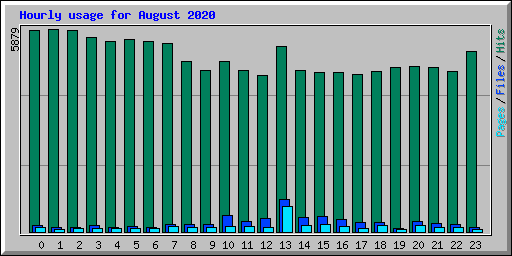 Hourly usage for August 2020
5879
Pages/Files/Hits
0 1 2 3 4 5 6 7 8 9 10 11 12 13 14 15 16 17 18 19 20 21 22 23